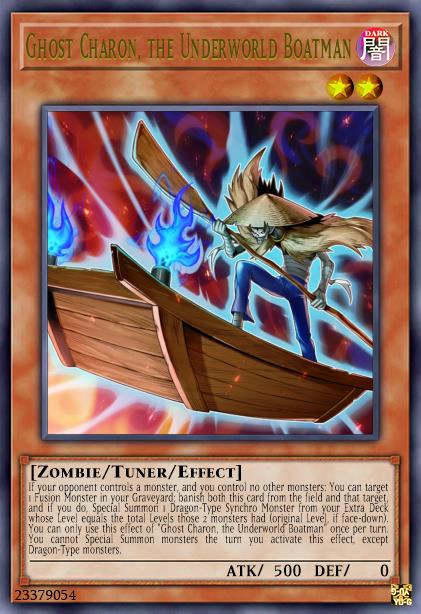 Ghost Charon, the Underworld Boatman
DARK
闇
[Zombie/Tuner/Effect]
If your opponent controls a monster, and you control no other monsters: You can target
1 Fusion Monster in your Graveyard; banish both this card from the field and that target,
and if you do, Special Summon 1 Dragon-Type Synchro Monster from your Extra Deck
whose Level equals the total Levels those 2 monsters had (original Level, if face-down).
You can only use this effect of "Ghost Charon, the Underworld Boatman" once per turn.
You cannot Special Summon monsters the turn you activate this effect, except
Dragon-Type monsters.
ATK/ 500 DEF/ 0
23379054